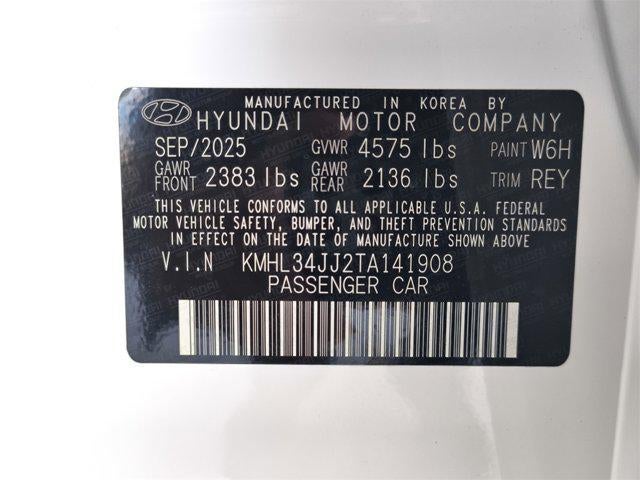 MANUFACTURED IN KOREA BY
HYUNDAI MOTOR COMPANY
SEP/2025 GVWR 4575 lbs PAINT W6H
GAWR FRONT 2383 lbs GAWR REAR 2136 lbs TRIM REY
THIS VEHICLE CONFORMS TO ALL APPLICABLE U.S.A. FEDERAL
MOTOR VEHICLE SAFETY, BUMPER, AND THEFT PREVENTION STANDARDS
IN EFFECT ON THE DATE OF MANUFACTURE SHOWN ABOVE
V.I.N KMHL34JJ2TA141908
PASSENGER CAR